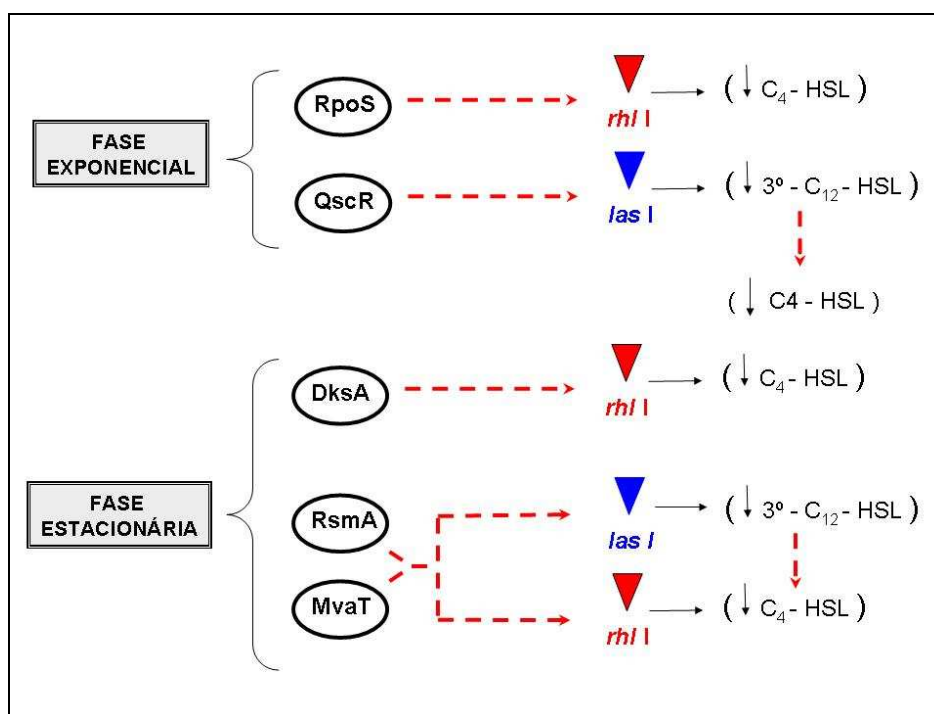 FASE
EXPONENCIAL
RpoS
rhl I
( ↓ C₄ - HSL )
QscR
las I
( ↓ 3º - C₁₂ - HSL )
( ↓ C4 - HSL )
FASE
ESTACIONÁRIA
DksA
rhl I
( ↓ C₄ - HSL )
RsmA
las I
( ↓ 3º - C₁₂ - HSL )
MvaT
rhl I
( ↓ C₄ - HSL )